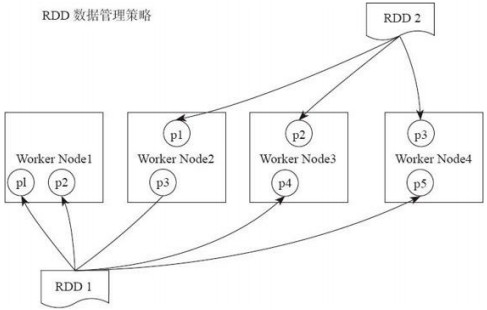 RDD 数据管理策略
RDD 2
p1
p2
p3
Worker Node1
Worker Node2
Worker Node3
Worker Node4
pl
p2
p3
p4
p5
RDD 1